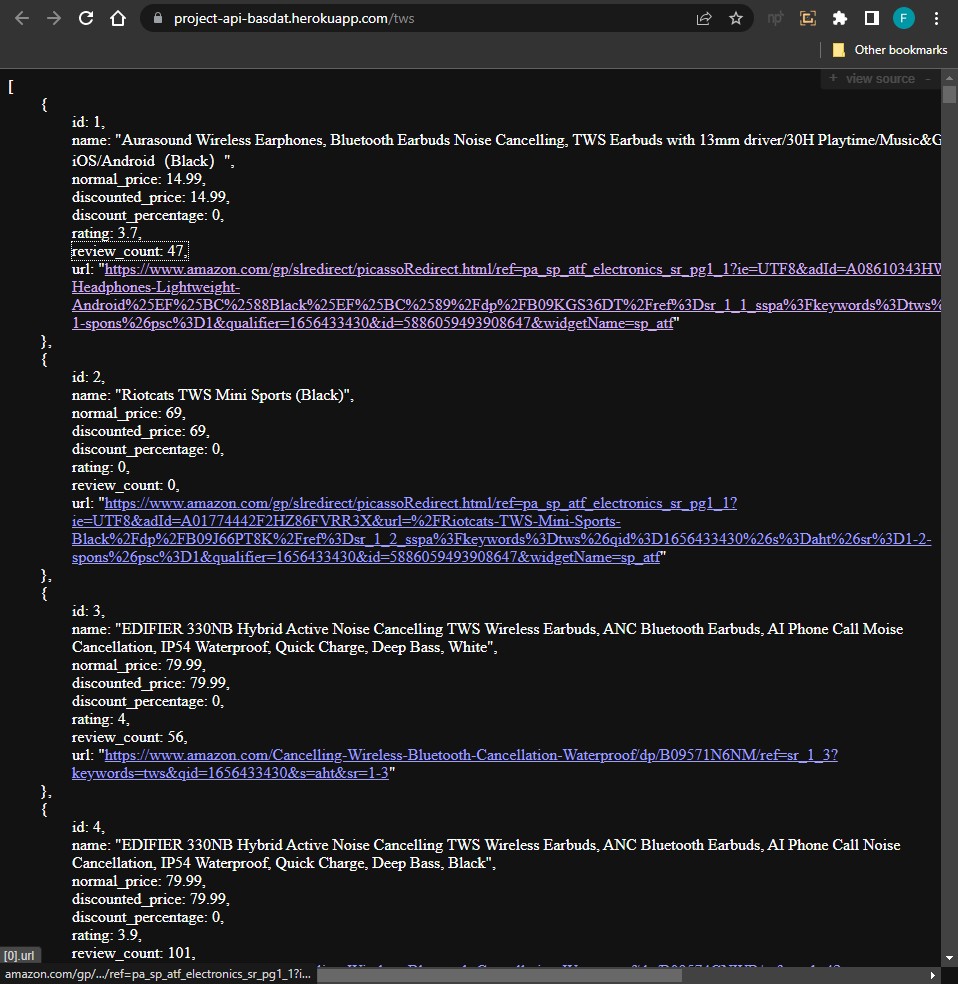 project-api-basdat.herokuapp.com/tws
F
Other bookmarks
+ view source -
[
{
id: 1,
name: "Aurasound Wireless Earphones, Bluetooth Earbuds Noise Cancelling, TWS Earbuds with 13mm driver/30H Playtime/Music&G
iOS/Android（Black）",
normal_price: 14.99,
discounted_price: 14.99,
discount_percentage: 0,
rating: 3.7,
review_count: 47,
url: "https://www.amazon.com/gp/slredirect/picassoRedirect.html/ref=pa_sp_atf_electronics_sr_pg1_1?ie=UTF8&adId=A08610343HW
Headphones-Lightweight-
Android%25EF%25BC%2588Black%25EF%25BC%2589%2Fdp%2FB09KGS36DT%2Fref%3Dsr_1_1_sspa%3Fkeywords%3Dtws%
1-spons%26psc%3D1&qualifier=1656433430&id=5886059493908647&widgetName=sp_atf"
},
{
id: 2,
name: "Riotcats TWS Mini Sports (Black)",
normal_price: 69,
discounted_price: 69,
discount_percentage: 0,
rating: 0,
review_count: 0,
url: "https://www.amazon.com/gp/slredirect/picassoRedirect.html/ref=pa_sp_atf_electronics_sr_pg1_1?
ie=UTF8&adId=A01774442F2HZ86FVRR3X&url=%2FRiotcats-TWS-Mini-Sports-
Black%2Fdp%2FB09J66PT8K%2Fref%3Dsr_1_2_sspa%3Fkeywords%3Dtws%26qid%3D1656433430%26s%3Daht%26sr%3D1-2-
spons%26psc%3D1&qualifier=1656433430&id=5886059493908647&widgetName=sp_atf"
},
{
id: 3,
name: "EDIFIER 330NB Hybrid Active Noise Cancelling TWS Wireless Earbuds, ANC Bluetooth Earbuds, AI Phone Call Moise
Cancellation, IP54 Waterproof, Quick Charge, Deep Bass, White",
normal_price: 79.99,
discounted_price: 79.99,
discount_percentage: 0,
rating: 4,
review_count: 56,
url: "https://www.amazon.com/Cancelling-Wireless-Bluetooth-Cancellation-Waterproof/dp/B09571N6NM/ref=sr_1_3?
keywords=tws&qid=1656433430&s=aht&sr=1-3"
},
{
id: 4,
name: "EDIFIER 330NB Hybrid Active Noise Cancelling TWS Wireless Earbuds, ANC Bluetooth Earbuds, AI Phone Call Noise
Cancellation, IP54 Waterproof, Quick Charge, Deep Bass, Black",
normal_price: 79.99,
discounted_price: 79.99,
discount_percentage: 0,
rating: 3.9,
review_count: 101,
[0].url
amazon.com/gp/.../ref=pa_sp_atf_electronics_sr_pg1_1?i...